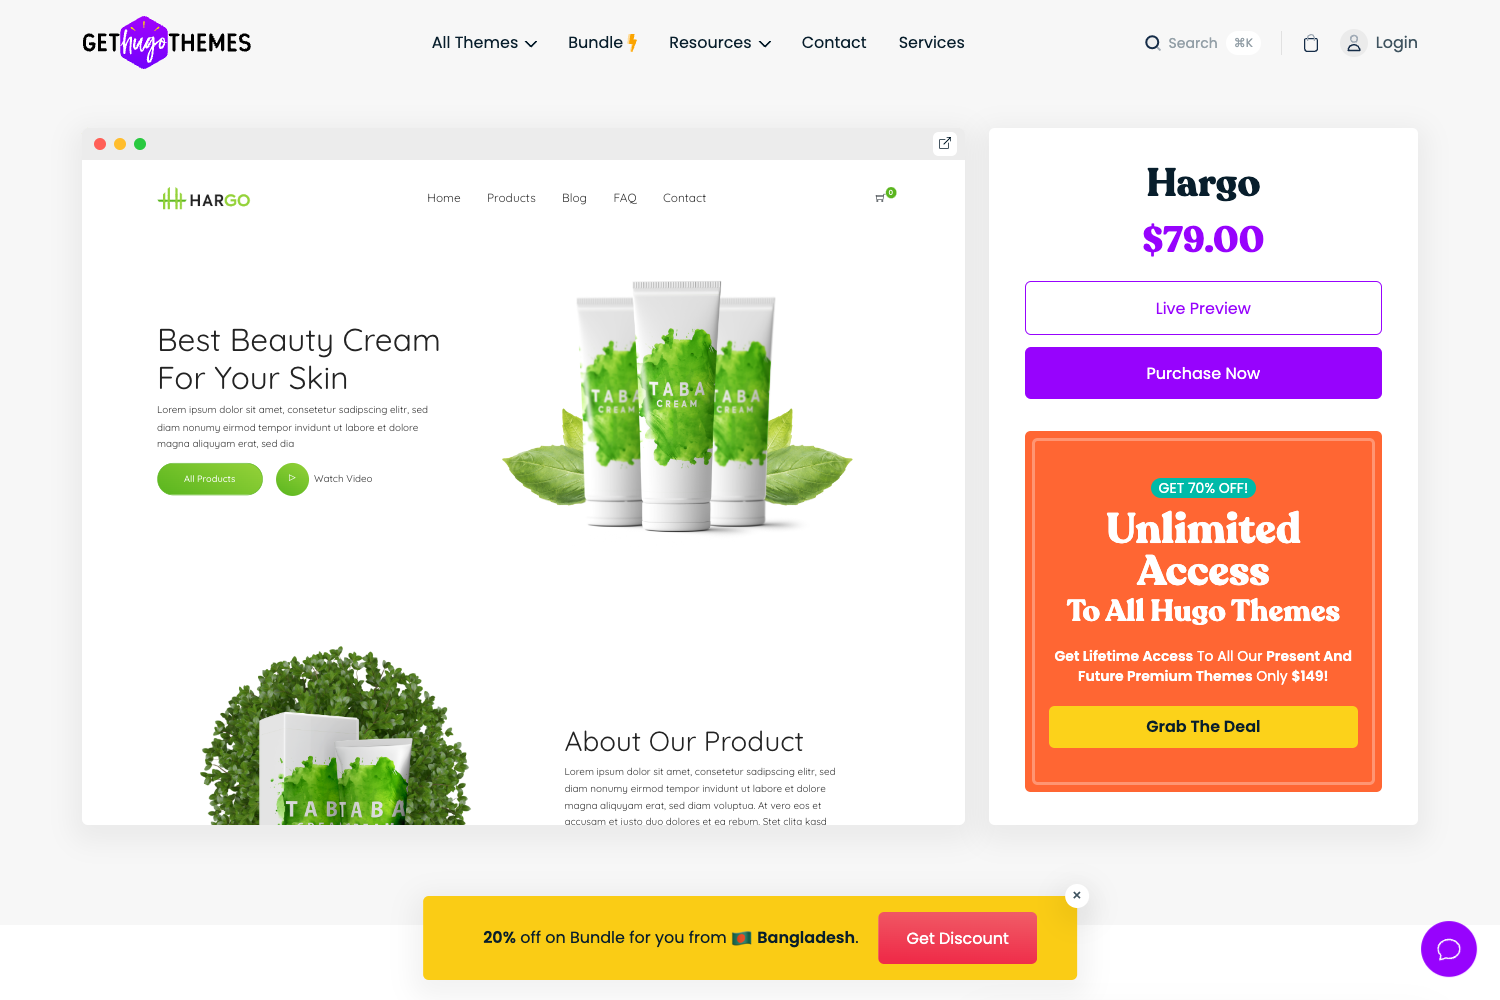 GET hugo THEMES
All Themes
Bundle
Resources
Contact
Services
Search
⌘K
Login
HARGO
Home
Products
Blog
FAQ
Contact
0
Best Beauty Cream
For Your Skin
Lorem ipsum dolor sit amet, consetetur sadipscing elitr, sed
diam nonumy eirmod tempor invidunt ut labore et dolore
magna aliquyam erat, sed dia
All Products
Watch Video
TABA
CREAM
TABA
CREAM
TABA
CREAM
About Our Product
Lorem ipsum dolor sit amet, consetetur sadipscing elitr, sed
diam nonumy eirmod tempor invidunt ut labore et dolore
magna aliquyam erat, sed diam voluptua. At vero eos et
accusam et justo duo dolores et ea rebum. Stet clita kasd
TAB
TABA
Hargo
$79.00
Live Preview
Purchase Now
GET 70% OFF!
Unlimited
Access
To All Hugo Themes
Get Lifetime Access To All Our Present And
Future Premium Themes Only $149!
Grab The Deal
20% off on Bundle for you from 🇧🇩 Bangladesh.
Get Discount